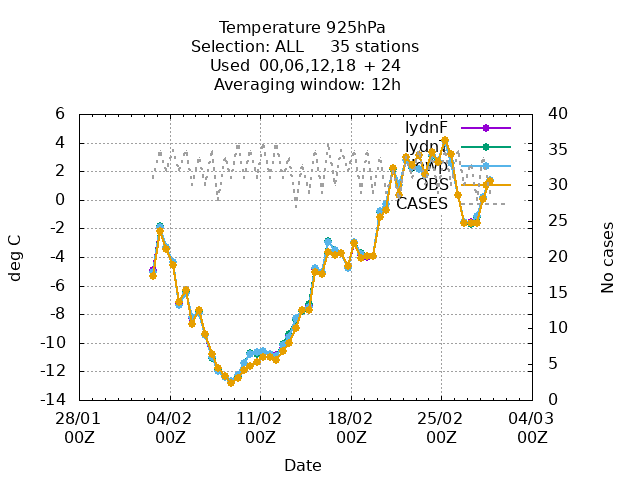 Temperature 925hPa
Selection: ALL 35 stations
Used 00,06,12,18 + 24
Averaging window: 12h
6
4
2
0
-2
-4
-6
-8
-10
-12
-14
deg C
40
35
30
25
20
15
10
5
0
No cases
IydnF
OBS
CASES
28/01 04/02 11/02 18/02 25/02 04/03
00Z 00Z 00Z 00Z 00Z 00Z
Date